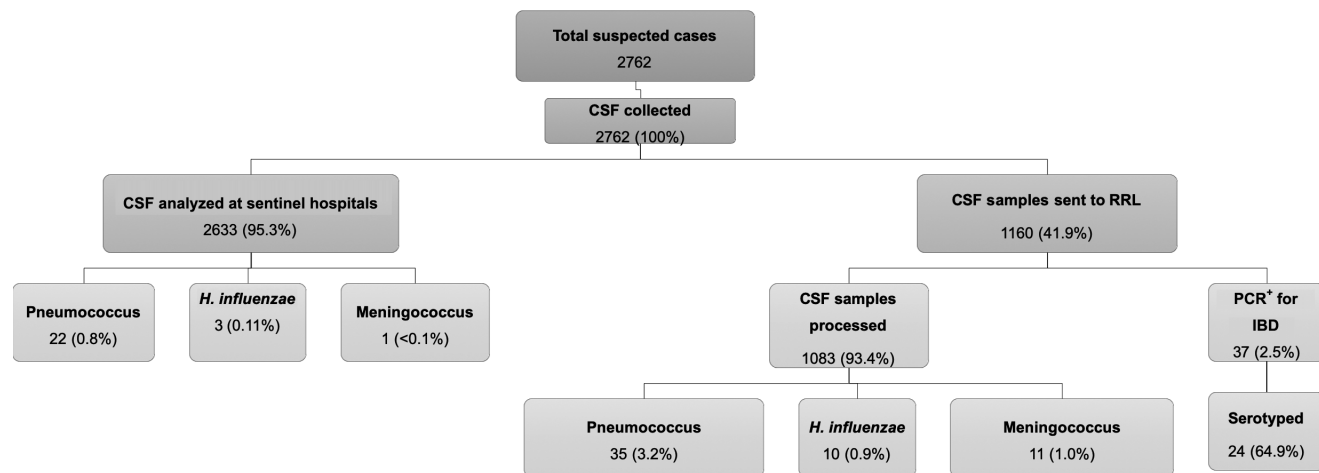 Total suspected cases
2762
CSF collected
2762 (100%)
CSF analyzed at sentinel hospitals
2633 (95.3%)
CSF samples sent to RRL
1160 (41.9%)
Pneumococcus
22 (0.8%)
H. influenzae
3 (0.11%)
Meningococcus
1 (<0.1%)
CSF samples
processed
1083 (93.4%)
PCR⁺ for
IBD
37 (2.5%)
Pneumococcus
35 (3.2%)
H. influenzae
10 (0.9%)
Meningococcus
11 (1.0%)
Serotyped
24 (64.9%)